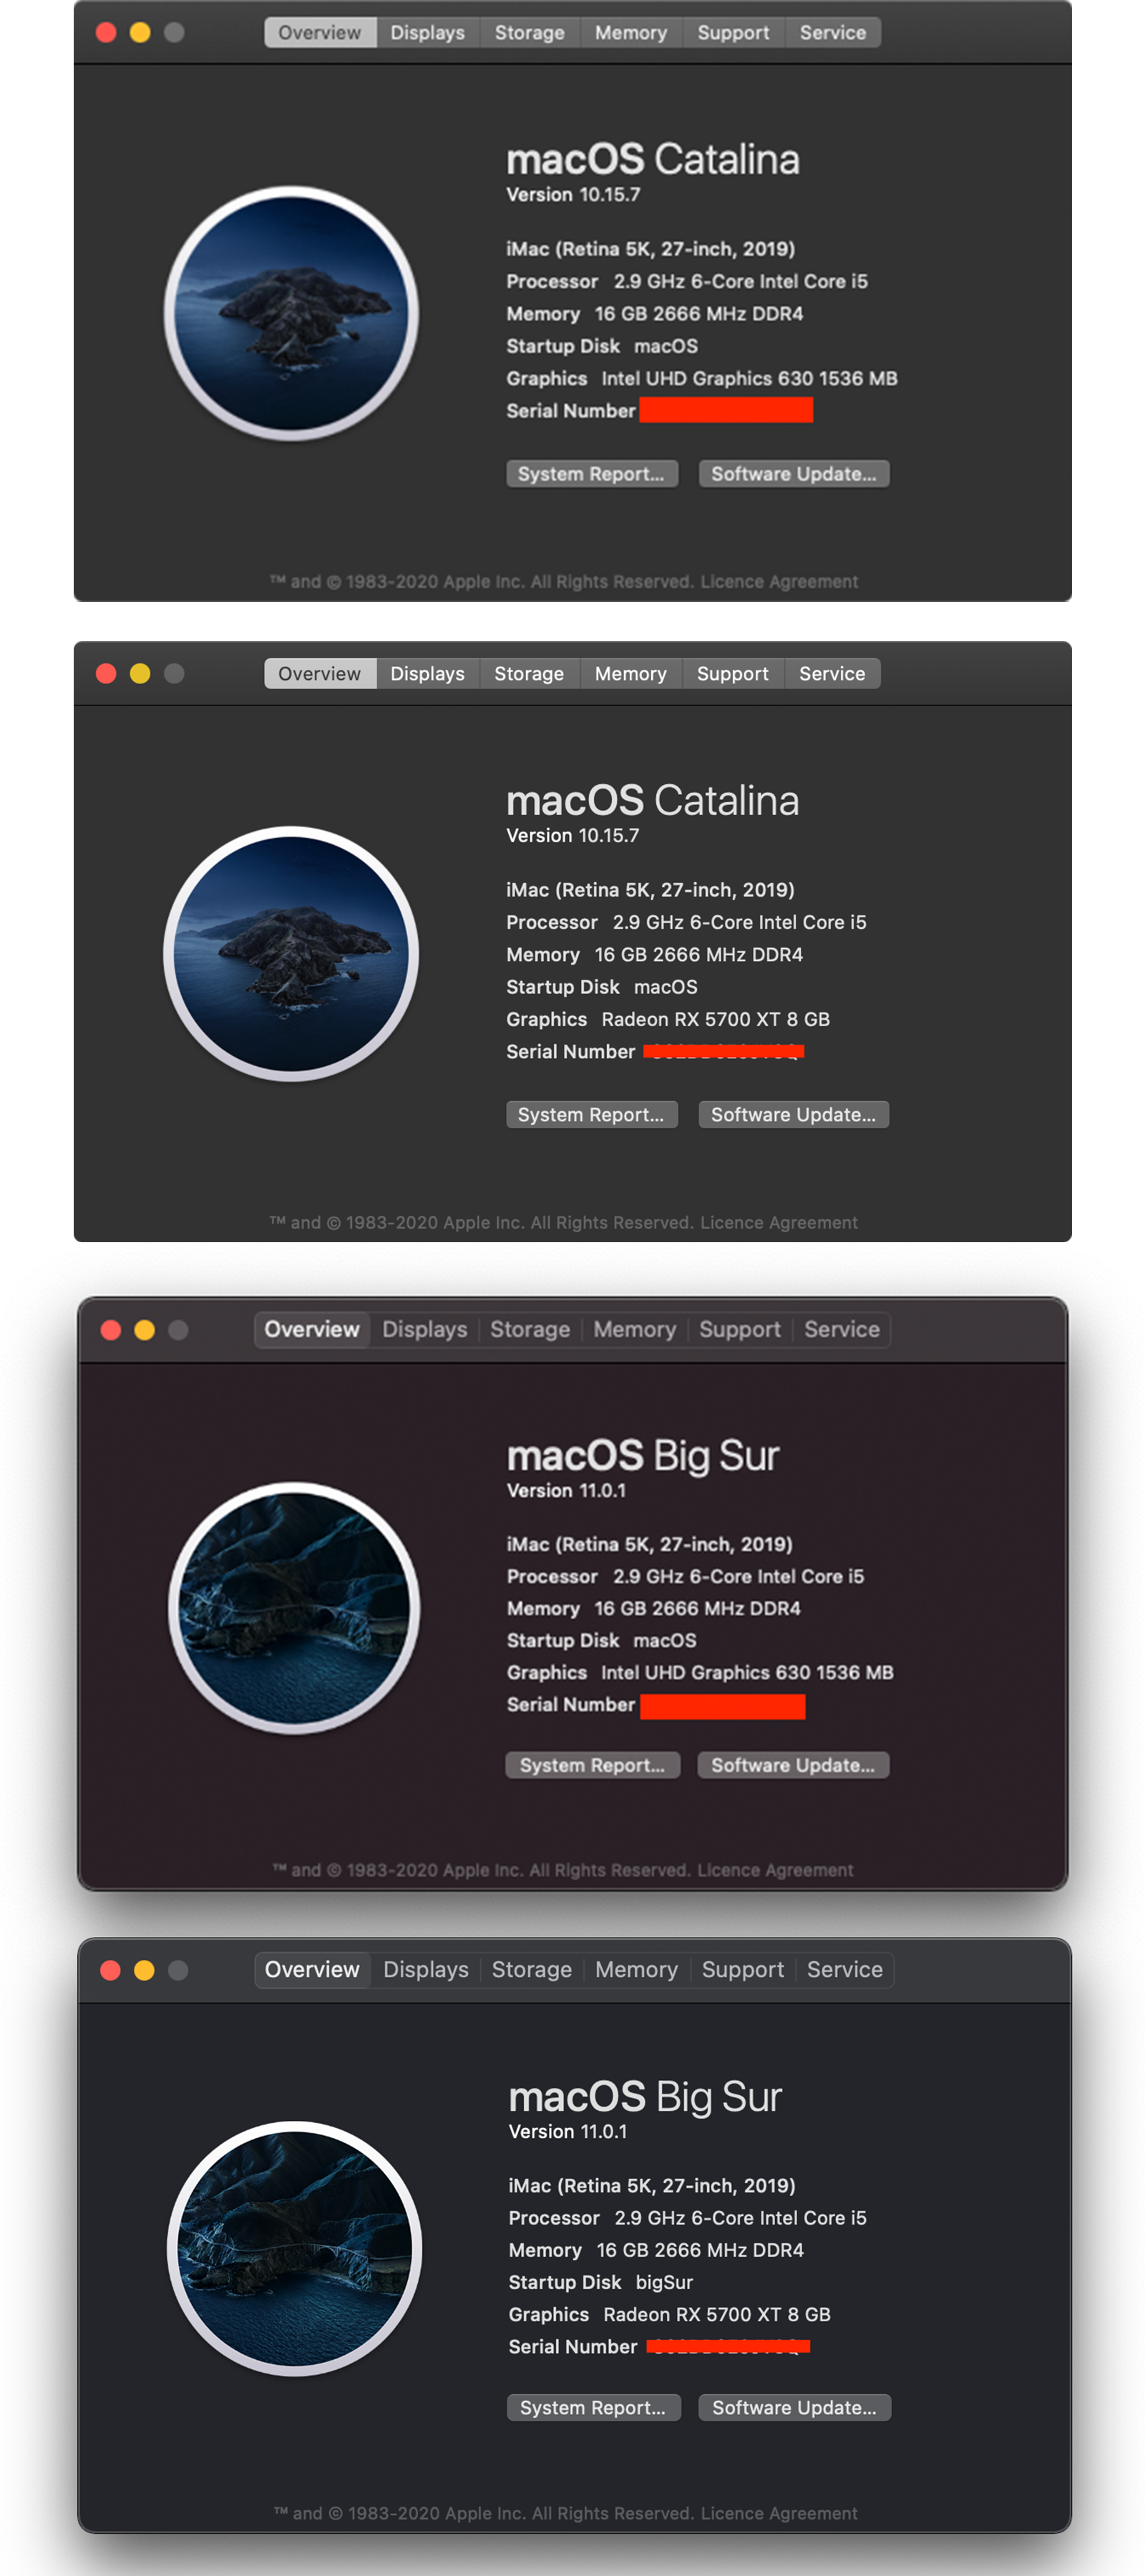 Overview Displays Storage Memory Support Service
macOS Catalina
Version 10.15.7
iMac (Retina 5K, 27-inch, 2019)
Processor 2.9 GHz 6-Core Intel Core i5
Memory 16 GB 2666 MHz DDR4
Startup Disk macOS
Graphics Intel UHD Graphics 630 1536 MB
Serial Number
System Report... Software Update...
™ and © 1983-2020 Apple Inc. All Rights Reserved. Licence Agreement
Overview Displays Storage Memory Support Service
macOS Catalina
Version 10.15.7
iMac (Retina 5K, 27-inch, 2019)
Processor 2.9 GHz 6-Core Intel Core i5
Memory 16 GB 2666 MHz DDR4
Startup Disk macOS
Graphics Radeon RX 5700 XT 8 GB
Serial Number
System Report... Software Update...
™ and © 1983-2020 Apple Inc. All Rights Reserved. Licence Agreement
Overview Displays Storage Memory Support Service
macOS Big Sur
Version 11.0.1
iMac (Retina 5K, 27-inch, 2019)
Processor 2.9 GHz 6-Core Intel Core i5
Memory 16 GB 2666 MHz DDR4
Startup Disk macOS
Graphics Intel UHD Graphics 630 1536 MB
Serial Number
System Report... Software Update...
™ and © 1983-2020 Apple Inc. All Rights Reserved. Licence Agreement
Overview Displays Storage Memory Support Service
macOS Big Sur
Version 11.0.1
iMac (Retina 5K, 27-inch, 2019)
Processor 2.9 GHz 6-Core Intel Core i5
Memory 16 GB 2666 MHz DDR4
Startup Disk bigSur
Graphics Radeon RX 5700 XT 8 GB
Serial Number
System Report... Software Update...
™ and © 1983-2020 Apple Inc. All Rights Reserved. Licence Agreement